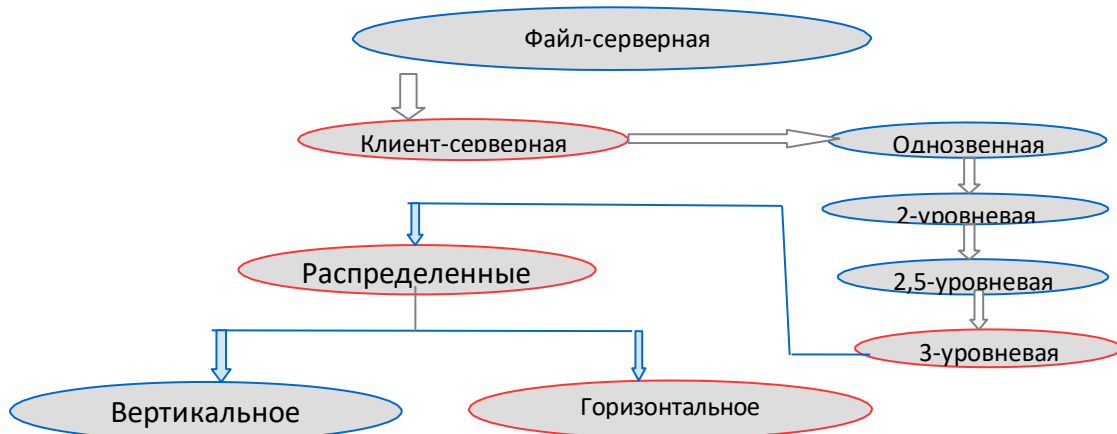 Файл-серверная
Клиент-серверная
Однозвенная
2-уровневая
Распределенные
2,5-уровневая
3-уровневая
Вертикальное
Горизонтальное